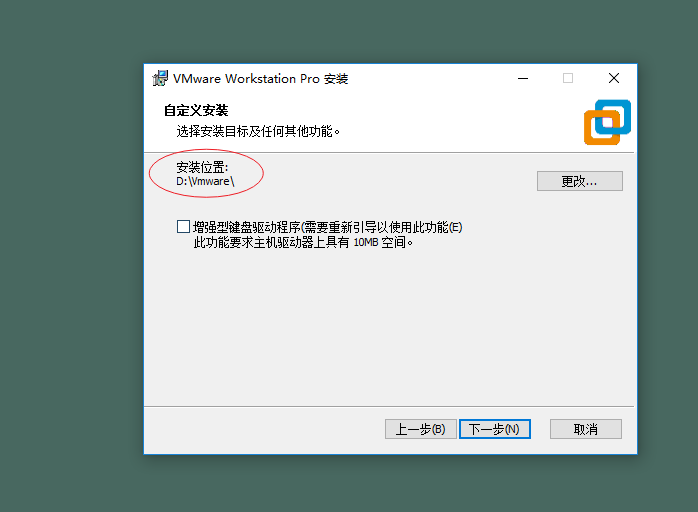 VMware Workstation Pro 安装
自定义安装
选择安装目标及任何其他功能。
安装位置:
D:\Vmware\
更改...
增强型键盘驱动程序(需要重新引导以使用此功能(E)
此功能要求主机驱动器上具有 10MB 空间。
上一步(B)
下一步(N)
取消